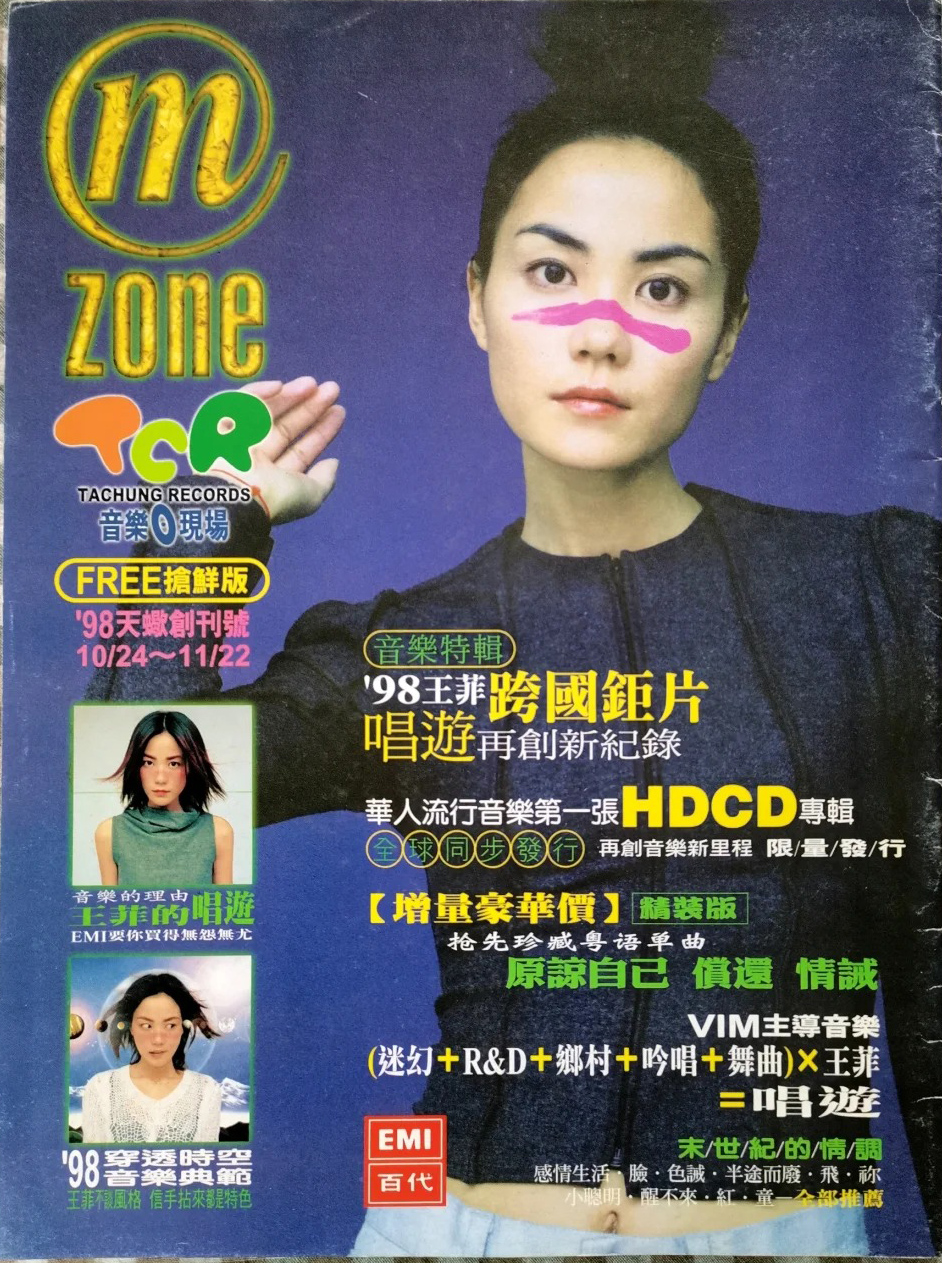 m
zone
TCR
TACHUNG RECORDS
音樂現場
FREE搶鮮版
'98天蠍創刊號
10/24～11/22
音樂的理由
王菲的唱遊
EMI要你買得無怨無尤
'98穿透時空
音樂典範
王菲不談風格 信手拈來都是特色
音樂特輯
'98王菲跨國鉅片
唱遊再創新紀錄
華人流行音樂第一張HDCD專輯
全球同步發行 再創音樂新里程 限/量/發/行
【增量豪華價】精裝版
抢先珍藏粤语单曲
原諒自己 償還 情誡
VIM主導音樂
(迷幻+R&D+鄉村+吟唱+舞曲)×王菲
=唱遊
EMI
百代
末/世/紀/的/情/調
感情生活·臉·色誡·半途而廢·飛·祢
小聰明·醒不來·紅·童—全部推薦